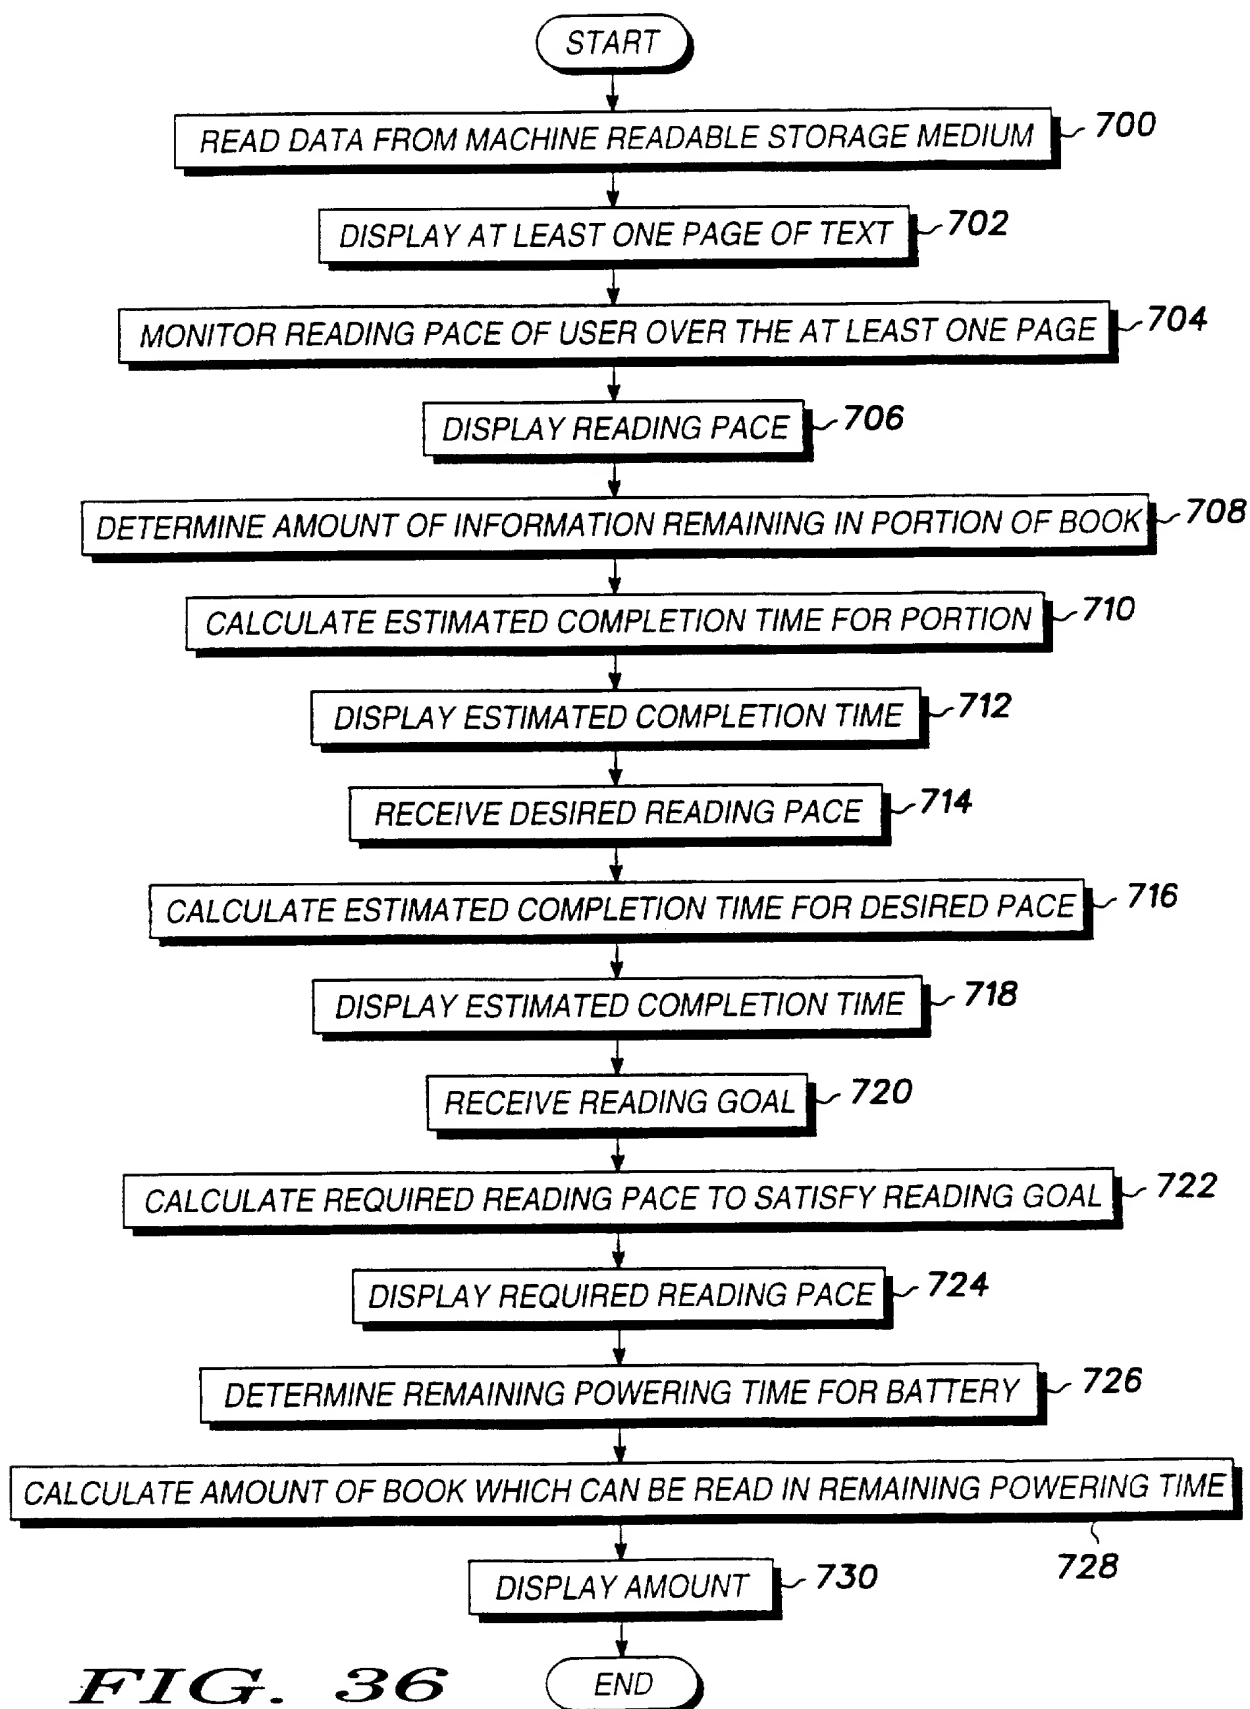 START
READ DATA FROM MACHINE READABLE STORAGE MEDIUM 700
DISPLAY AT LEAST ONE PAGE OF TEXT 702
MONITOR READING PACE OF USER OVER THE AT LEAST ONE PAGE 704
DISPLAY READING PACE 706
DETERMINE AMOUNT OF INFORMATION REMAINING IN PORTION OF BOOK 708
CALCULATE ESTIMATED COMPLETION TIME FOR PORTION 710
DISPLAY ESTIMATED COMPLETION TIME 712
RECEIVE DESIRED READING PACE 714
CALCULATE ESTIMATED COMPLETION TIME FOR DESIRED PACE 716
DISPLAY ESTIMATED COMPLETION TIME 718
RECEIVE READING GOAL 720
CALCULATE REQUIRED READING PACE TO SATISFY READING GOAL 722
DISPLAY REQUIRED READING PACE 724
DETERMINE REMAINING POWERING TIME FOR BATTERY 726
CALCULATE AMOUNT OF BOOK WHICH CAN BE READ IN REMAINING POWERING TIME
728
DISPLAY AMOUNT 730
END
FIG. 36